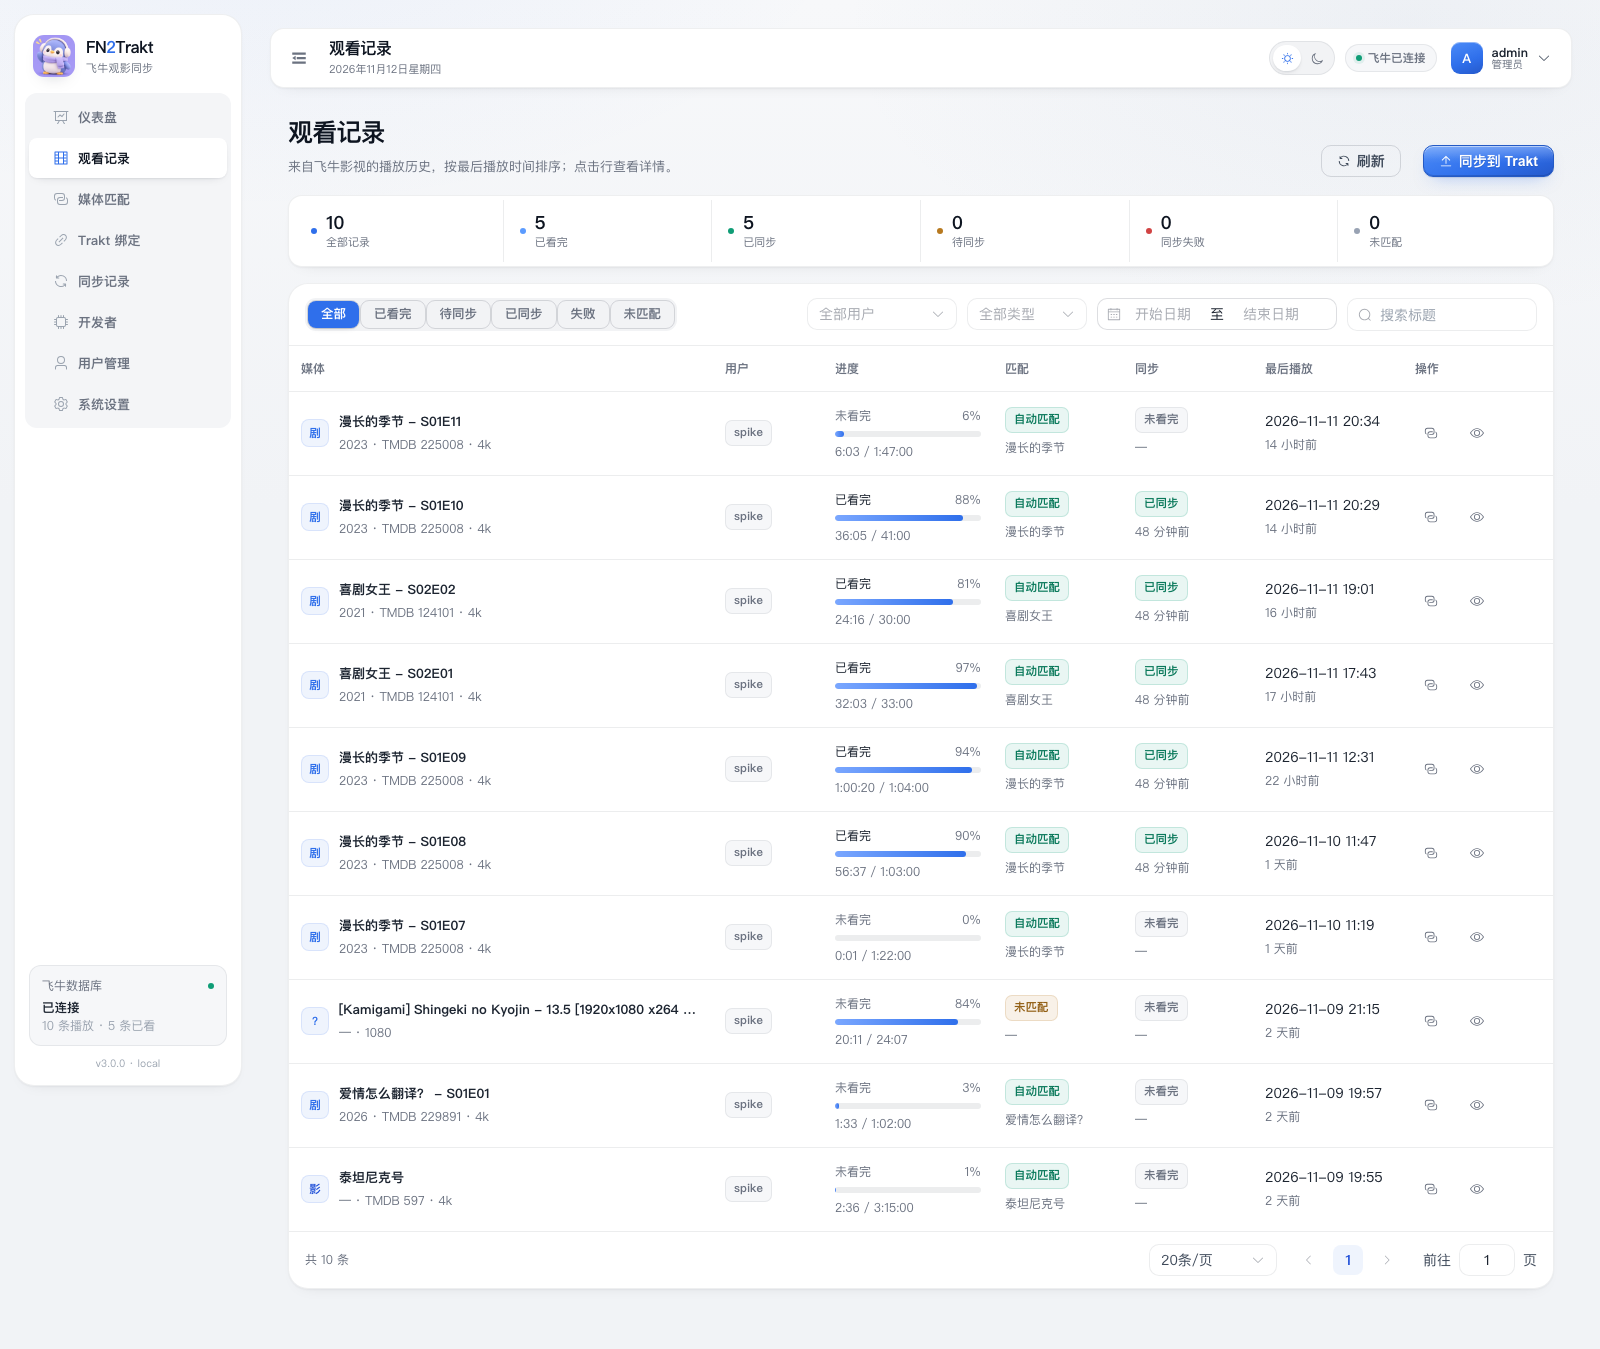 FN2Trakt
飞牛观影同步
仪表盘
观看记录
媒体匹配
Trakt 绑定
同步记录
开发者
用户管理
系统设置
飞牛数据库
已连接
10 条播放 · 5 条已看
v3.0.0 · local
观看记录
2026年11月12日星期四
飞牛已连接
A
admin
管理员
观看记录
来自飞牛影视的播放历史，按最后播放时间排序；点击行查看详情。
刷新
同步到 Trakt
10
全部记录
5
已看完
5
已同步
0
待同步
0
同步失败
0
未匹配
全部 已看完 待同步 已同步 失败 未匹配
全部用户 全部类型 开始日期 至 结束日期 搜索标题
媒体 用户 进度 匹配 同步 最后播放 操作
剧
漫长的季节 – S01E11
2023 · TMDB 225008 · 4k
spike
未看完 6%
6:03 / 1:47:00
自动匹配
漫长的季节
未看完
—
2026-11-11 20:34
14 小时前
剧
漫长的季节 – S01E10
2023 · TMDB 225008 · 4k
spike
已看完 88%
36:05 / 41:00
自动匹配
漫长的季节
已同步
48 分钟前
2026-11-11 20:29
14 小时前
剧
喜剧女王 – S02E02
2021 · TMDB 124101 · 4k
spike
已看完 81%
24:16 / 30:00
自动匹配
喜剧女王
已同步
48 分钟前
2026-11-11 19:01
16 小时前
剧
喜剧女王 – S02E01
2021 · TMDB 124101 · 4k
spike
已看完 97%
32:03 / 33:00
自动匹配
喜剧女王
已同步
48 分钟前
2026-11-11 17:43
17 小时前
剧
漫长的季节 – S01E09
2023 · TMDB 225008 · 4k
spike
已看完 94%
1:00:20 / 1:04:00
自动匹配
漫长的季节
已同步
48 分钟前
2026-11-11 12:31
22 小时前
剧
漫长的季节 – S01E08
2023 · TMDB 225008 · 4k
spike
已看完 90%
56:37 / 1:03:00
自动匹配
漫长的季节
已同步
48 分钟前
2026-11-10 11:47
1 天前
剧
漫长的季节 – S01E07
2023 · TMDB 225008 · 4k
spike
未看完 0%
0:01 / 1:22:00
自动匹配
漫长的季节
未看完
—
2026-11-10 11:19
1 天前
?
[Kamigami] Shingeki no Kyojin – 13.5 [1920x1080 x264 ...
— · 1080
spike
未看完 84%
20:11 / 24:07
未匹配
—
未看完
—
2026-11-09 21:15
2 天前
剧
爱情怎么翻译？ – S01E01
2026 · TMDB 229891 · 4k
spike
未看完 3%
1:33 / 1:02:00
自动匹配
爱情怎么翻译？
未看完
—
2026-11-09 19:57
2 天前
影
泰坦尼克号
— · TMDB 597 · 4k
spike
未看完 1%
2:36 / 3:15:00
自动匹配
泰坦尼克号
未看完
—
2026-11-09 19:55
2 天前
共 10 条
20条/页
1
前往 1 页